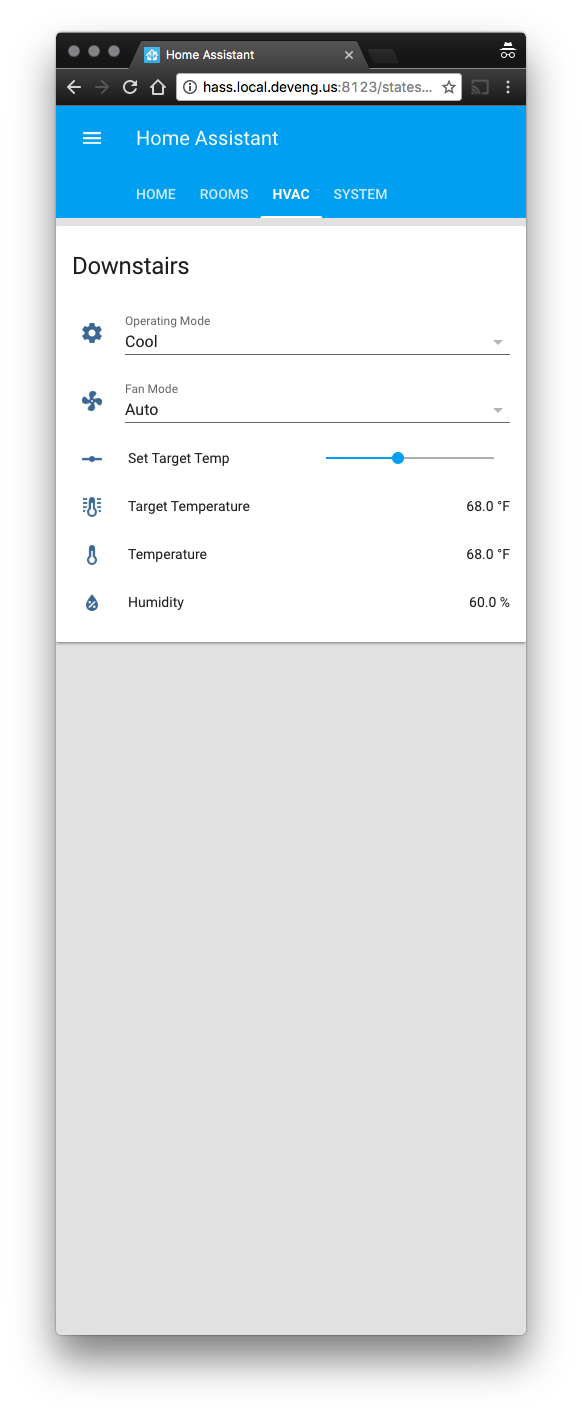 Home Assistant
hass.local.deveng.us:8123/states...
Home Assistant
HOME ROOMS HVAC SYSTEM
Downstairs
Operating Mode
Cool
Fan Mode
Auto
Set Target Temp
Target Temperature 68.0 °F
Temperature 68.0 °F
Humidity 60.0 %